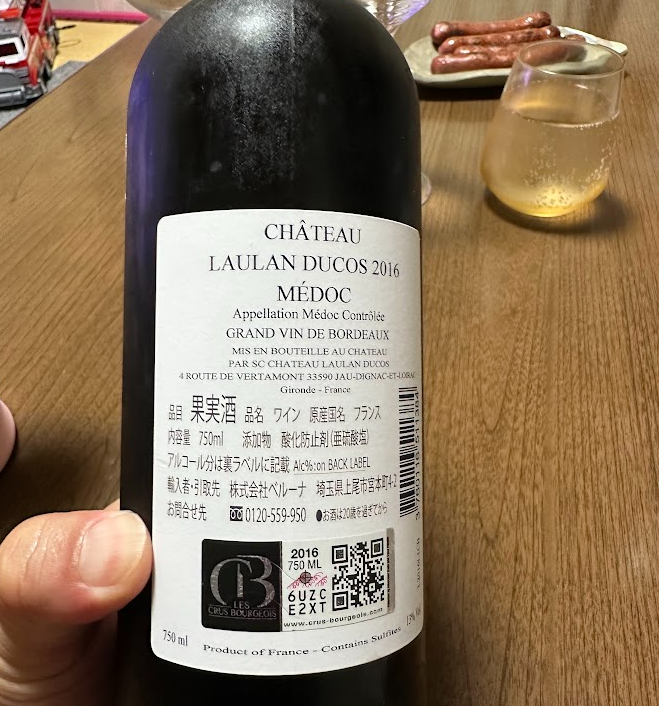 CHÂTEAU
LAULAN DUCOS 2016
MÉDOC
Appellation Médoc Contrôlée
GRAND VIN DE BORDEAUX
MIS EN BOUTEILLE AU CHATEAU
PAR SC CHATEAU LAULAN DUCOS
4 ROUTE DE VERTAMONT 33590 JAU-DIGNAC-ET-LOIRAC
Gironde - France
品目 果実酒 品名 ワイン 原産国名 フランス
内容量 750ml 添加物 酸化防止剤(亜硫酸塩)
アルコール分は裏ラベルに記載 Alc%:on BACK LABEL
輸入者・引取先 株式会社ベルーナ 埼玉県上尾市宮本町4-2
お問合せ先 0120-559-950 ●お酒は20歳を過ぎてから
CB
LES
CRUS BOURGEOIS
2016
750 ML
6UZC
E2XT
www.crus-bourgeois.com
750 ml
Product of France - Contains Sulfites
13%